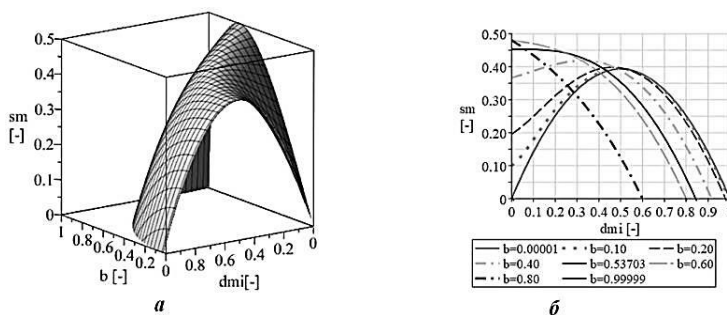 0.5
0.4
0.3
sm
[-]
0.2
0.1
0
1 0.8 0.6 0.4 0.2 0
b [-]
0.8 0.6 0.4 0.2 0
dmi[-]
а
0.40
0.30
sm
[-]
0.20
0.10
0
0 0.1 0.2 0.3 0.4 0.5 0.6 0.7 0.8 0.9
dmi [-]
b=0.00001 b=0.10 b=0.20
b=0.40 b=0.53703 b=0.60
b=0.80 b=0.99999
б